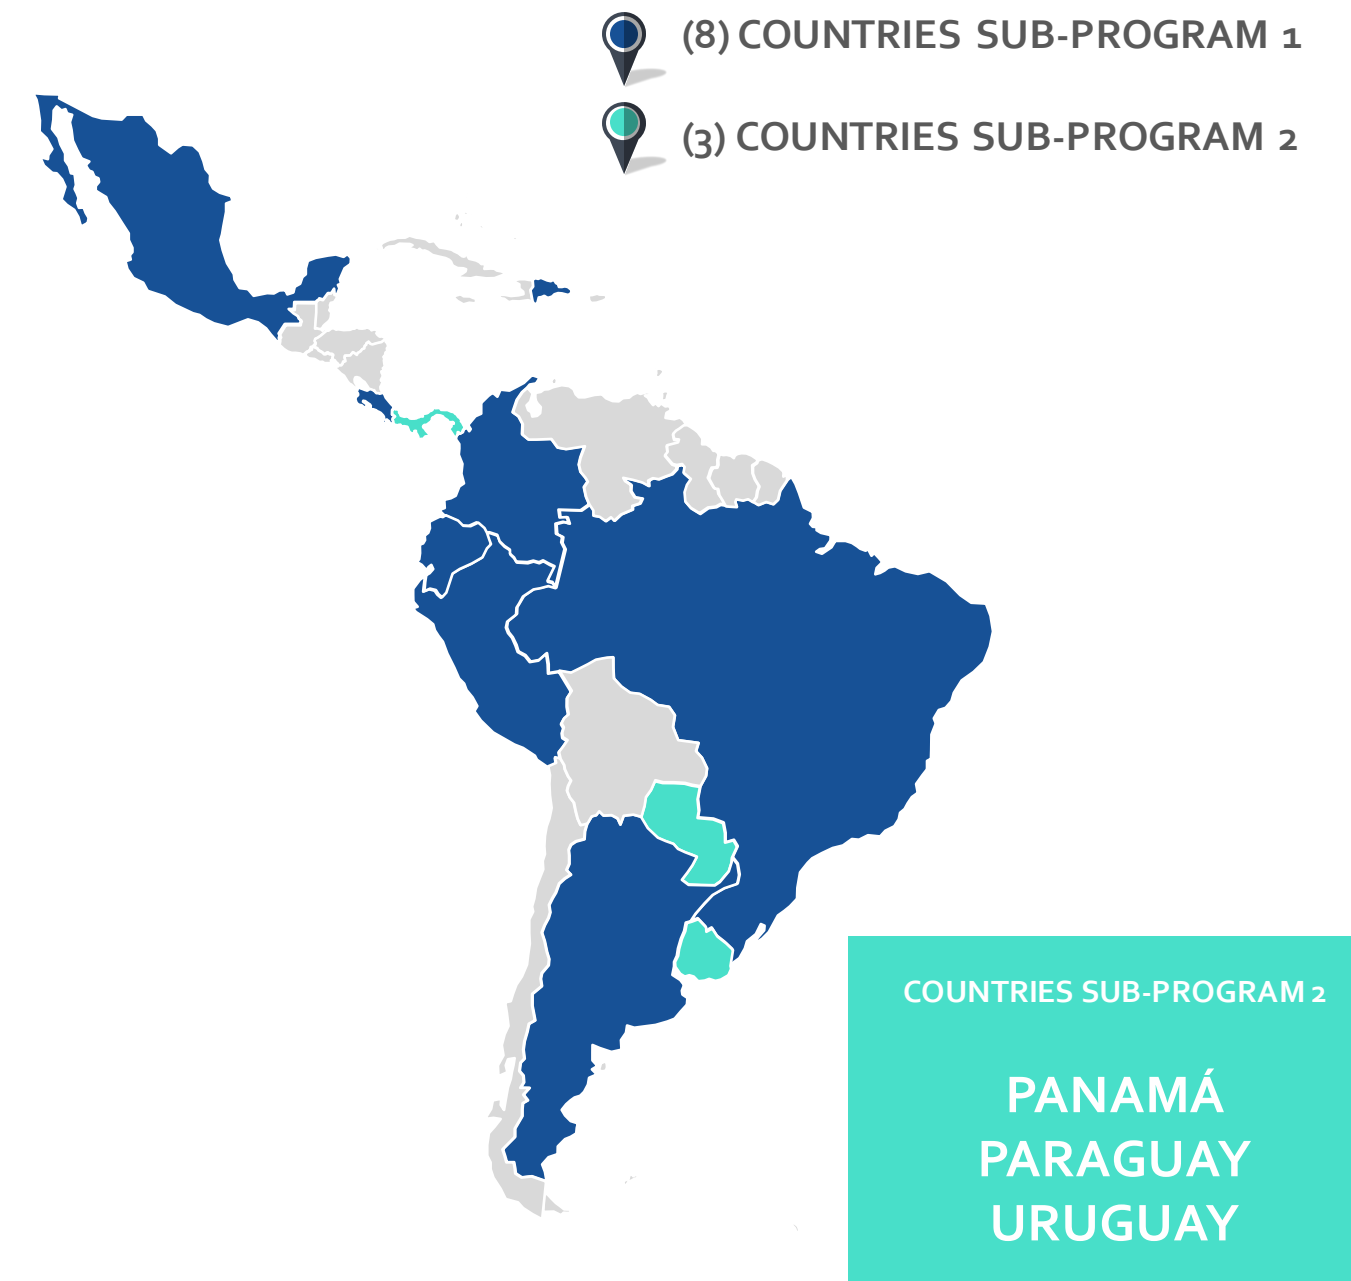 (8) COUNTRIES SUB-PROGRAM 1
(3) COUNTRIES SUB-PROGRAM 2
COUNTRIES SUB-PROGRAM 2
PANAMÁ
PARAGUAY
URUGUAY